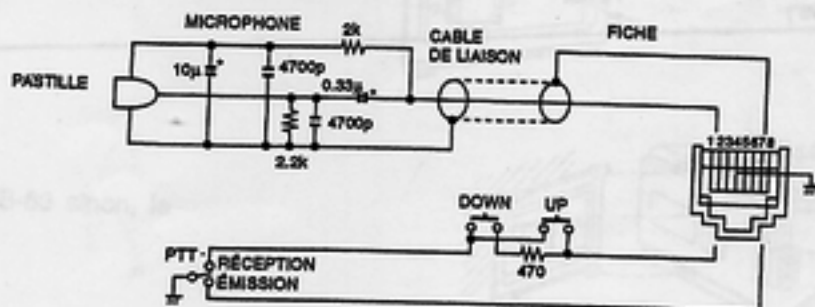 MICROPHONE
2k
CABLE
DE LIAISON
FICHE
PASTILLE
10µ
+
4700p
0.33µ
+
4700p
2.2k
12345678
DOWN
UP
470
PTT
RÉCEPTION
ÉMISSION